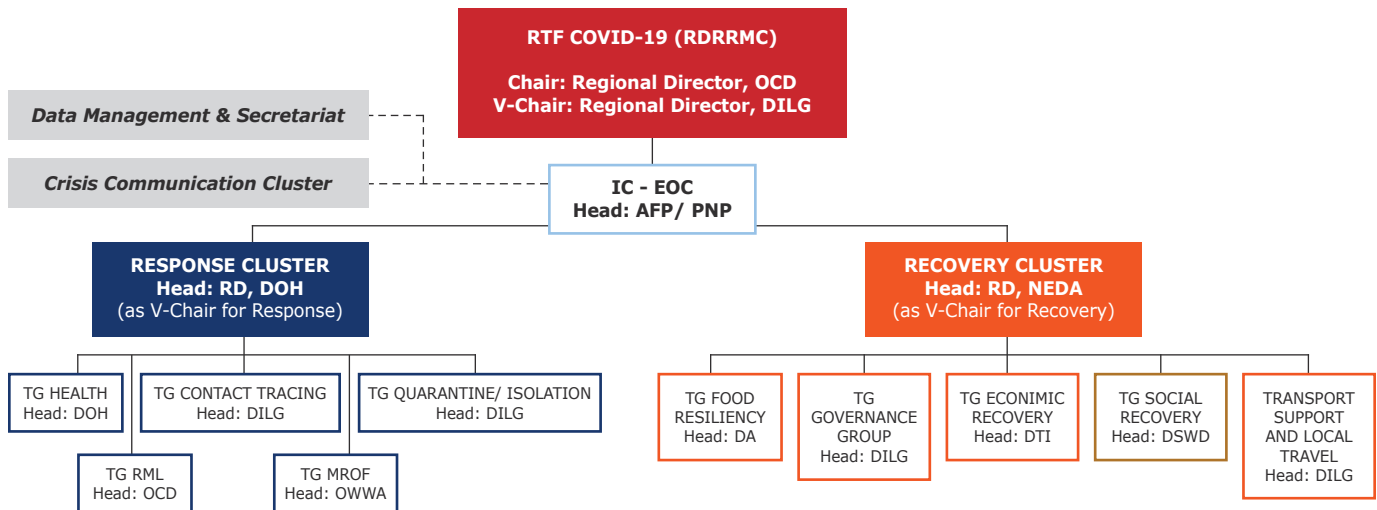 RTF COVID-19 (RDRRMC)
Chair: Regional Director, OCD
V-Chair: Regional Director, DILG
Data Management & Secretariat
Crisis Communication Cluster
IC - EOC
Head: AFP/ PNP
RESPONSE CLUSTER
Head: RD, DOH
(as V-Chair for Response)
RECOVERY CLUSTER
Head: RD, NEDA
(as V-Chair for Recovery)
TG HEALTH
Head: DOH
TG CONTACT TRACING
Head: DILG
TG QUARANTINE/ ISOLATION
Head: DILG
TG RML
Head: OCD
TG MROF
Head: OWWA
TG FOOD
RESILIENCY
Head: DA
TG
GOVERNANCE
GROUP
Head: DILG
TG ECONIMIC
RECOVERY
Head: DTI
TG SOCIAL
RECOVERY
Head: DSWD
TRANSPORT
SUPPORT
AND LOCAL
TRAVEL
Head: DILG